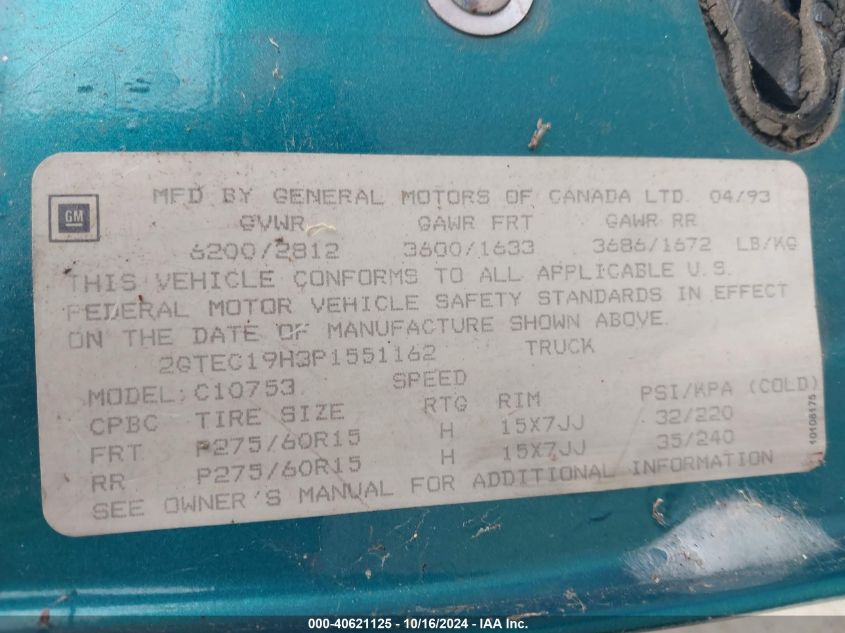 GM
MFD BY GENERAL MOTORS OF CANADA LTD. 04/93
GVWR GAWR FRT GAWR RR
6200/2812 3600/1633 3686/1672 LB/KG
THIS VEHICLE CONFORMS TO ALL APPLICABLE U.S.
FEDERAL MOTOR VEHICLE SAFETY STANDARDS IN EFFECT
ON THE DATE OF MANUFACTURE SHOWN ABOVE.
2GTEC19H3P1551162 TRUCK
MODEL: C10753 SPEED
CPBC TIRE SIZE RTG RIM PSI/KPA (COLD)
FRT P275/60R15 H 15X7JJ 32/220
RR P275/60R15 H 15X7JJ 35/240
SEE OWNER'S MANUAL FOR ADDITIONAL INFORMATION
10108175
000-40621125 - 10/16/2024 - IAA Inc.